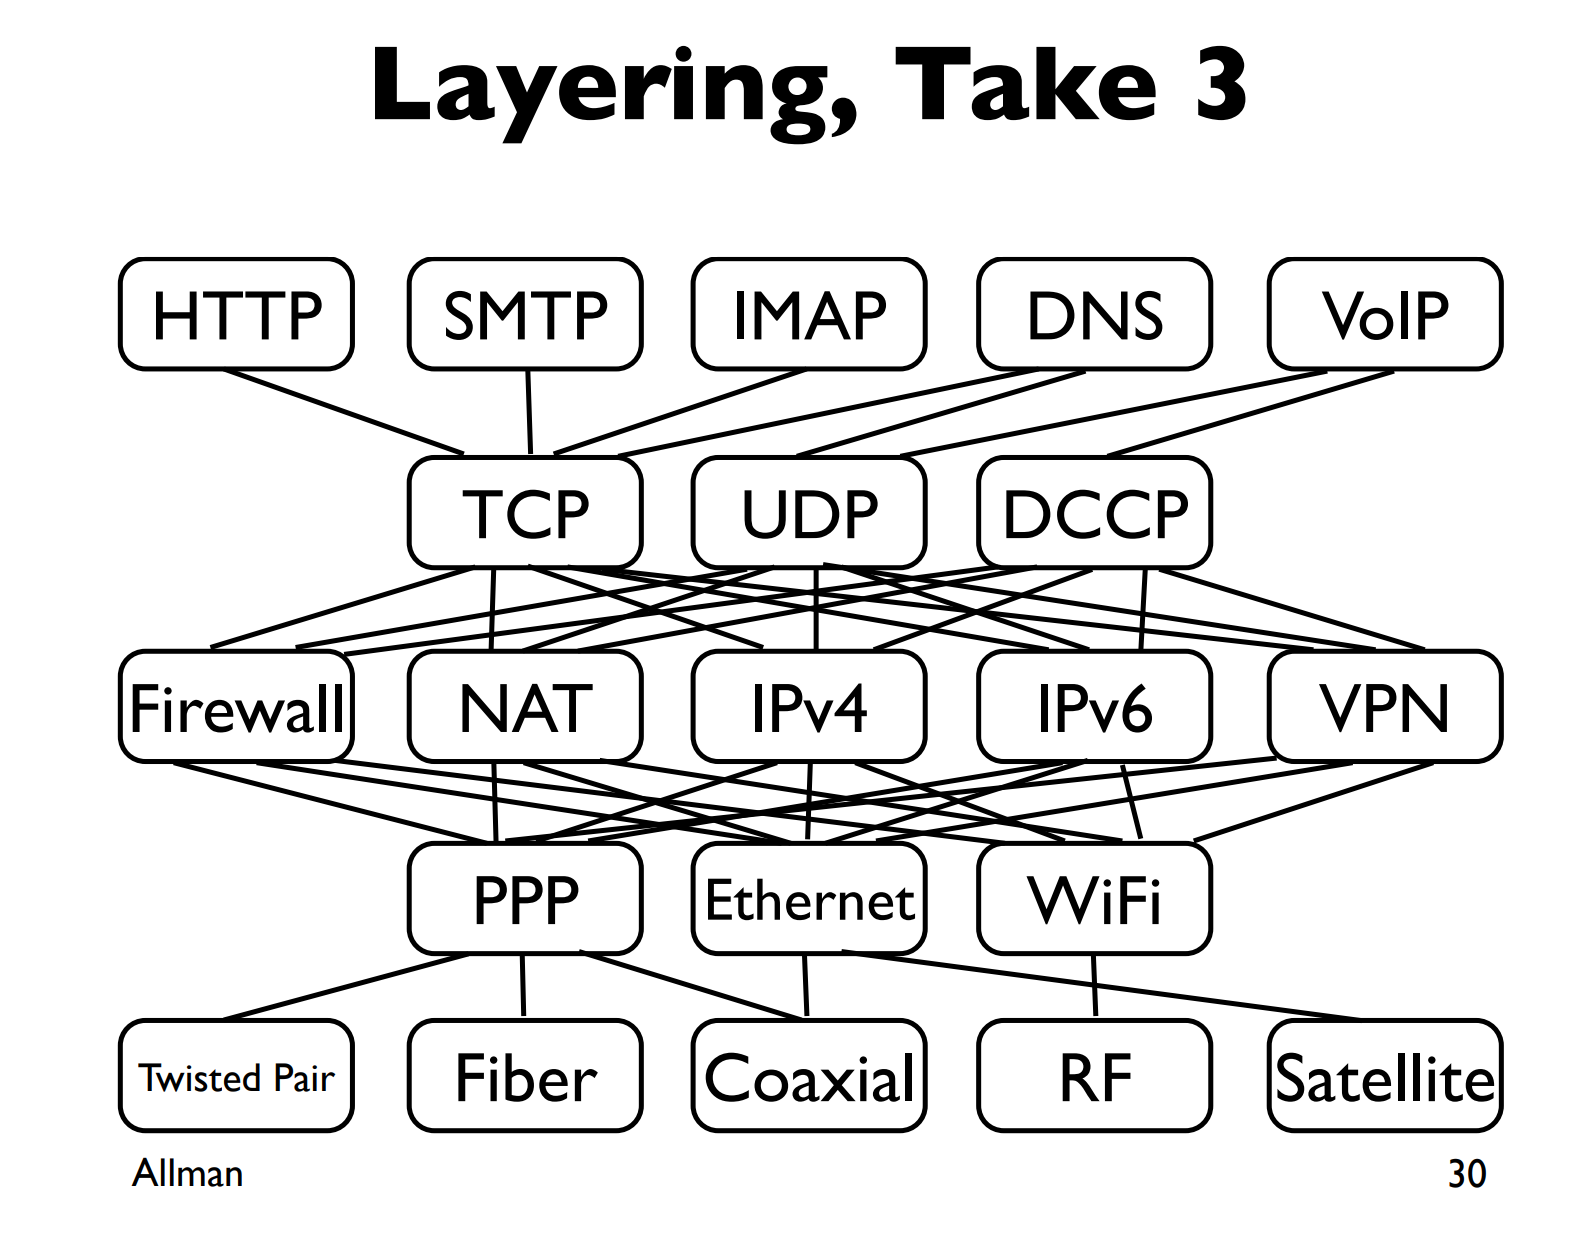 Layering, Take 3
HTTP SMTP IMAP DNS VoIP
TCP UDP DCCP
Firewall NAT IPv4 IPv6 VPN
PPP Ethernet WiFi
Twisted Pair Fiber Coaxial RF Satellite
Allman 30